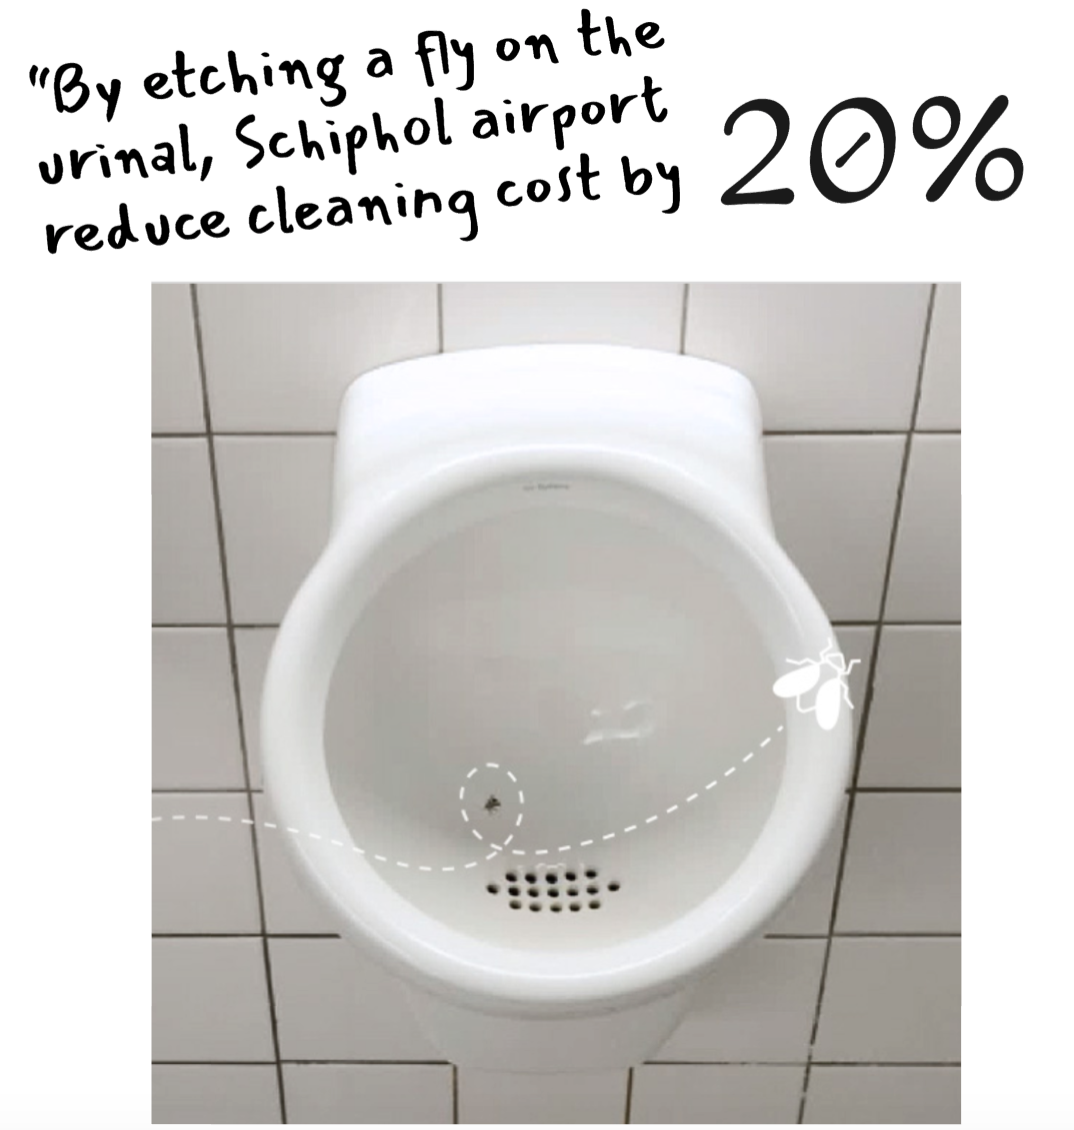 "By etching a fly on the
urinal, Schiphol airport
reduce cleaning cost by
20%